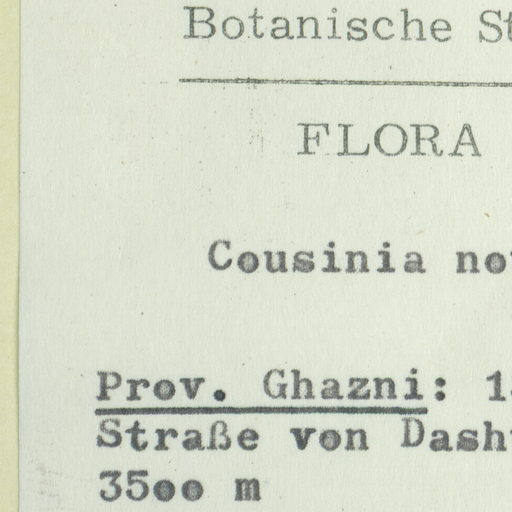 Botanische St
FLORA
Cousinia no
Prov. Ghazni: 1
Straße von Dash
35oo m